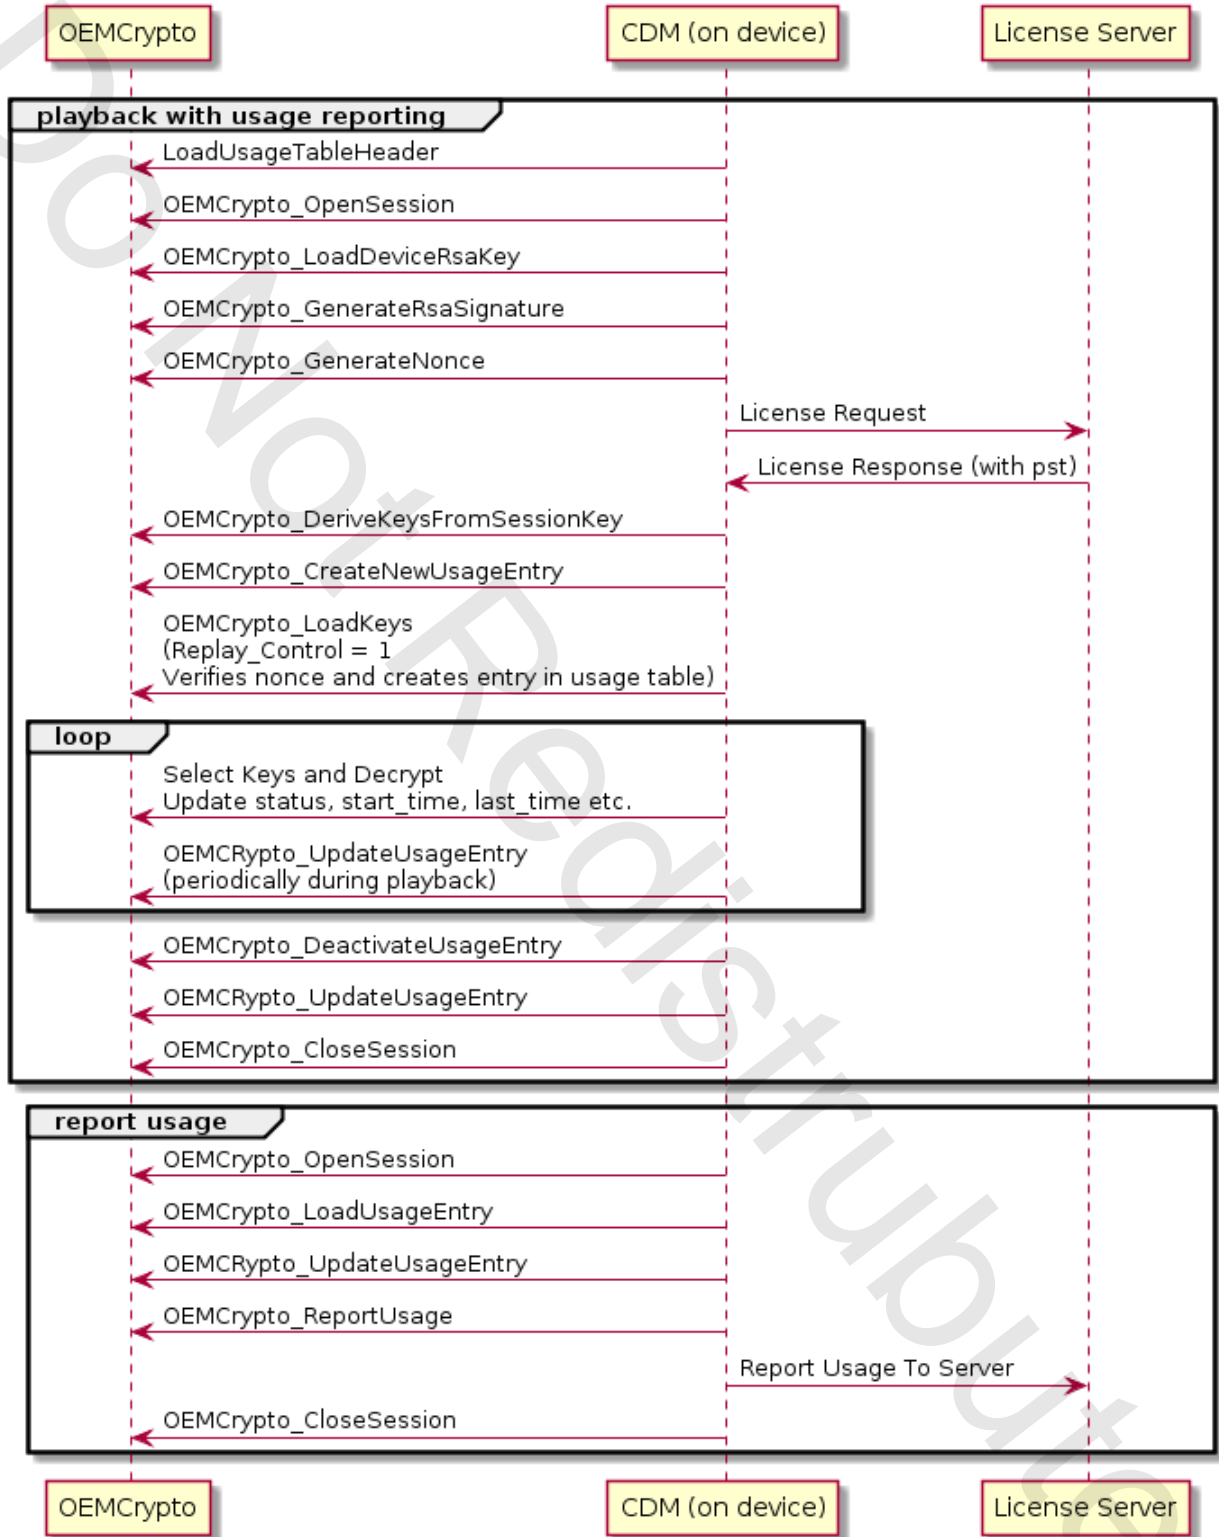 OEMCrypto
CDM (on device)
License Server
playback with usage reporting
LoadUsageTableHeader
OEMCrypto_OpenSession
OEMCrypto_LoadDeviceRsaKey
OEMCrypto_GenerateRsaSignature
OEMCrypto_GenerateNonce
License Request
License Response (with pst)
OEMCrypto_DeriveKeysFromSessionKey
OEMCrypto_CreateNewUsageEntry
OEMCrypto_LoadKeys
(Replay_Control = 1
Verifies nonce and creates entry in usage table)
loop
Select Keys and Decrypt
Update status, start_time, last_time etc.
OEMCRypto_UpdateUsageEntry
(periodically during playback)
OEMCrypto_DeactivateUsageEntry
OEMCRypto_UpdateUsageEntry
OEMCrypto_CloseSession
report usage
OEMCrypto_OpenSession
OEMCrypto_LoadUsageEntry
OEMCRypto_UpdateUsageEntry
OEMCrypto_ReportUsage
Report Usage To Server
OEMCrypto_CloseSession
OEMCrypto
CDM (on device)
License Server
Do Not Redistrubute